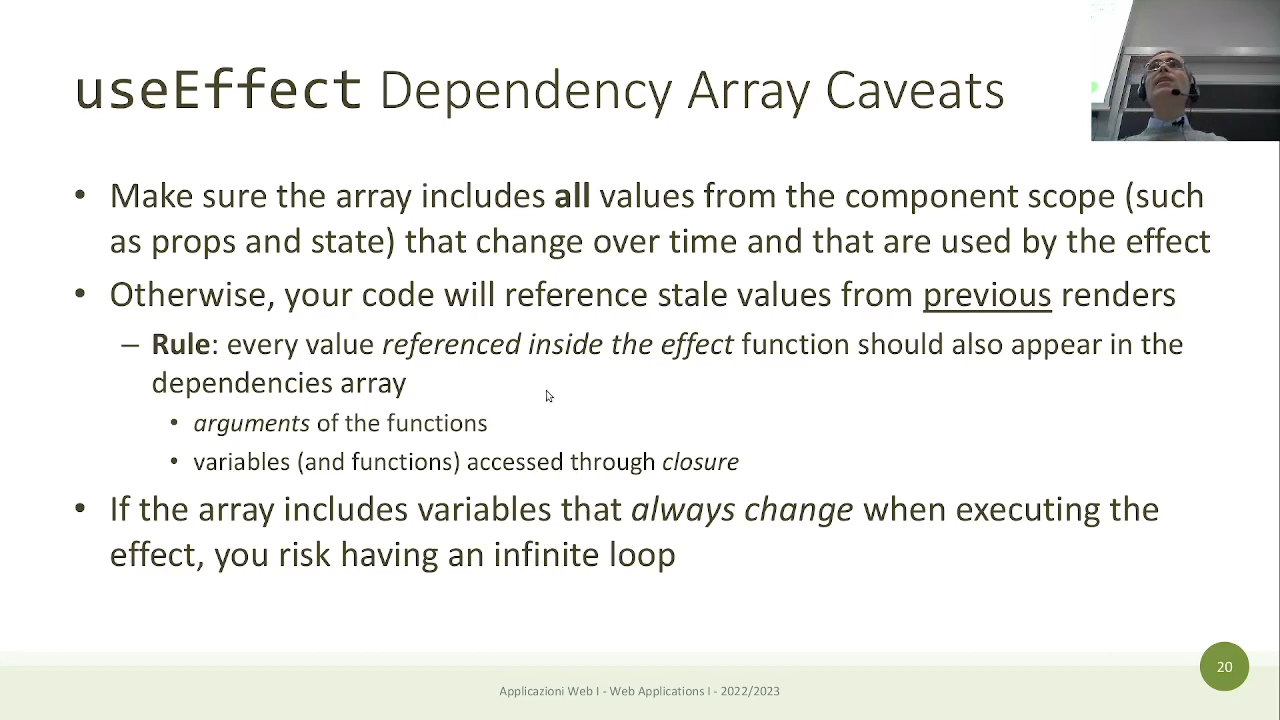 useEffect Dependency Array Caveats
• Make sure the array includes all values from the component scope (such
as props and state) that change over time and that are used by the effect
• Otherwise, your code will reference stale values from previous renders
– Rule: every value referenced inside the effect function should also appear in the
dependencies array
• arguments of the functions
• variables (and functions) accessed through closure
• If the array includes variables that always change when executing the
effect, you risk having an infinite loop
20
Applicazioni Web I - Web Applications I - 2022/2023